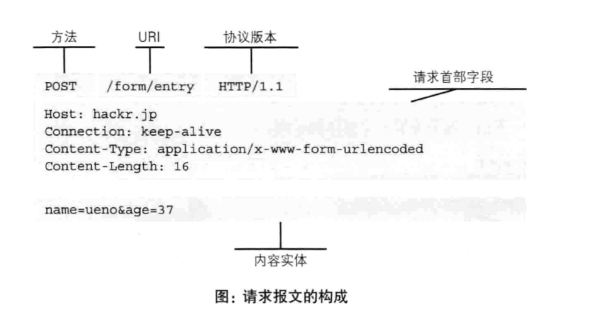 方法 URI 协议版本
请求首部字段
POST /form/entry HTTP/1.1
Host: hackr.jp
Connection: keep-alive
Content-Type: application/x-www-form-urlencoded
Content-Length: 16
name=ueno&age=37
内容实体
图：请求报文的构成